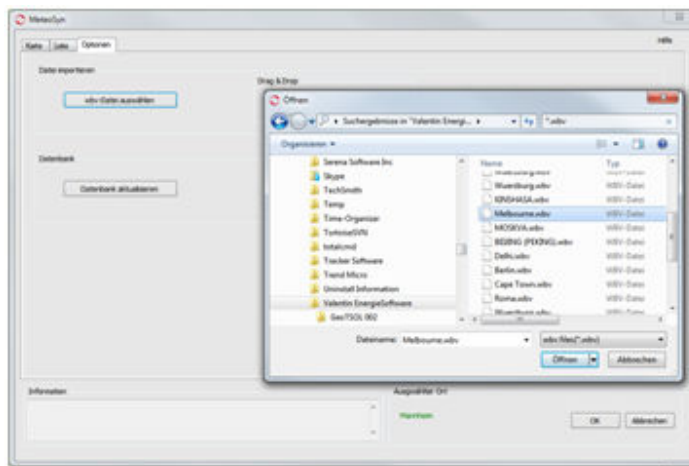 MeteoSyn
Karte Liste Optionen
Hilfe
Datei importieren
wbv-Datei auswählen
Drag & Drop
Datenbank
Datenbank aktualisieren
Öffnen
Suchergebnisse in "Valentin Energi...
*.wbv
Organisieren
Serena Software Inc
Skype
TechSmith
Temp
Time-Organizer
TortoiseSVN
totalcmd
Tracker Software
Trend Micro
Uninstall Information
Valentin EnergieSoftware
GeoTSOL 002
Name Typ
Wuerzburg.wbv WBV-Datei
KINSHASA.wbv WBV-Datei
Melbourne.wbv WBV-Datei
MOSKVA.wbv WBV-Datei
BEIJING (PEKING).wbv WBV-Datei
Delhi.wbv WBV-Datei
Berlin.wbv WBV-Datei
Cape Town.wbv WBV-Datei
Roma.wbv WBV-Datei
Wuerzburg.wbv WBV-Datei
Dateiname: Melbourne.wbv
wbv files(*.wbv)
Öffnen Abbrechen
Information
Ausgewählter Ort
Mannheim
OK Abbrechen